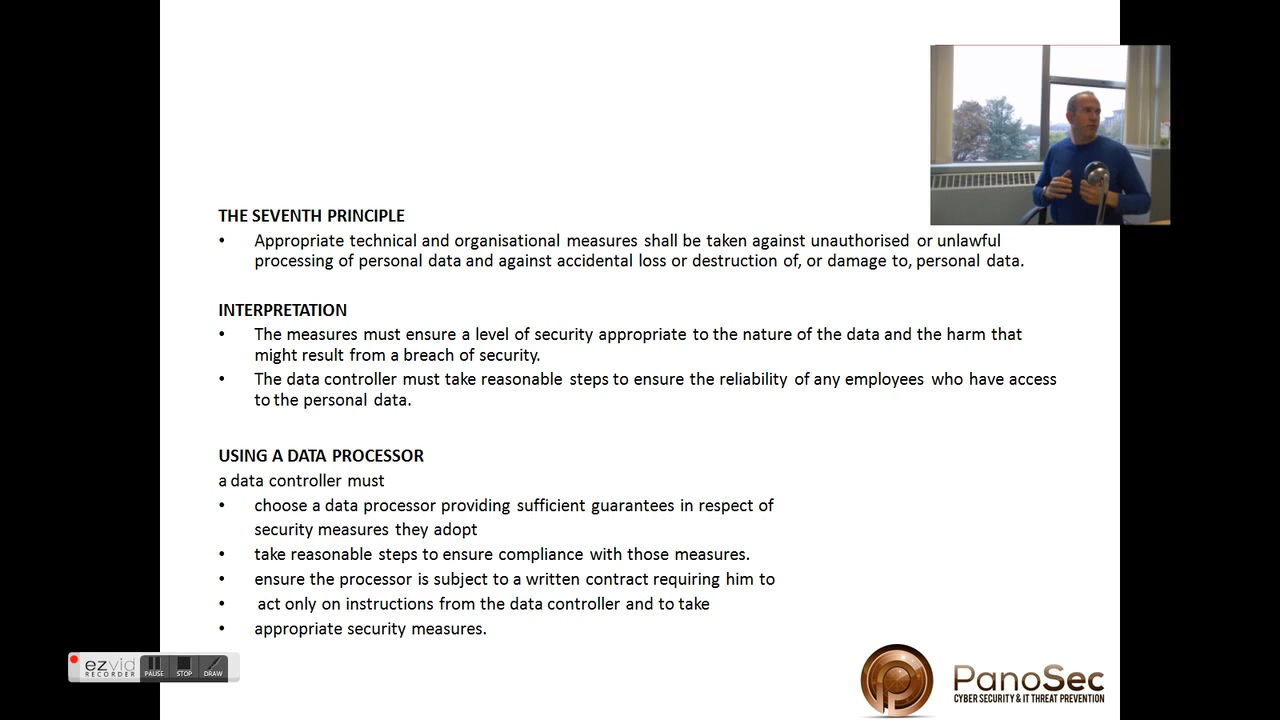 THE SEVENTH PRINCIPLE
• Appropriate technical and organisational measures shall be taken against unauthorised or unlawful
processing of personal data and against accidental loss or destruction of, or damage to, personal data.
INTERPRETATION
• The measures must ensure a level of security appropriate to the nature of the data and the harm that
might result from a breach of security.
• The data controller must take reasonable steps to ensure the reliability of any employees who have access
to the personal data.
USING A DATA PROCESSOR
a data controller must
• choose a data processor providing sufficient guarantees in respect of
security measures they adopt
• take reasonable steps to ensure compliance with those measures.
• ensure the processor is subject to a written contract requiring him to
• act only on instructions from the data controller and to take
• appropriate security measures.
ezvid
RECORDER
PAUSE STOP DRAW
PanoSec
CYBER SECURITY & IT THREAT PREVENTION